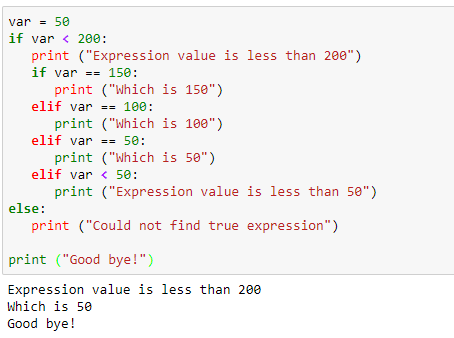 var = 50
if var < 200:
   print ("Expression value is less than 200")
   if var == 150:
      print ("Which is 150")
   elif var == 100:
      print ("Which is 100")
   elif var == 50:
      print ("Which is 50")
   elif var < 50:
      print ("Expression value is less than 50")
else:
   print ("Could not find true expression")

print ("Good bye!")
Expression value is less than 200
Which is 50
Good bye!